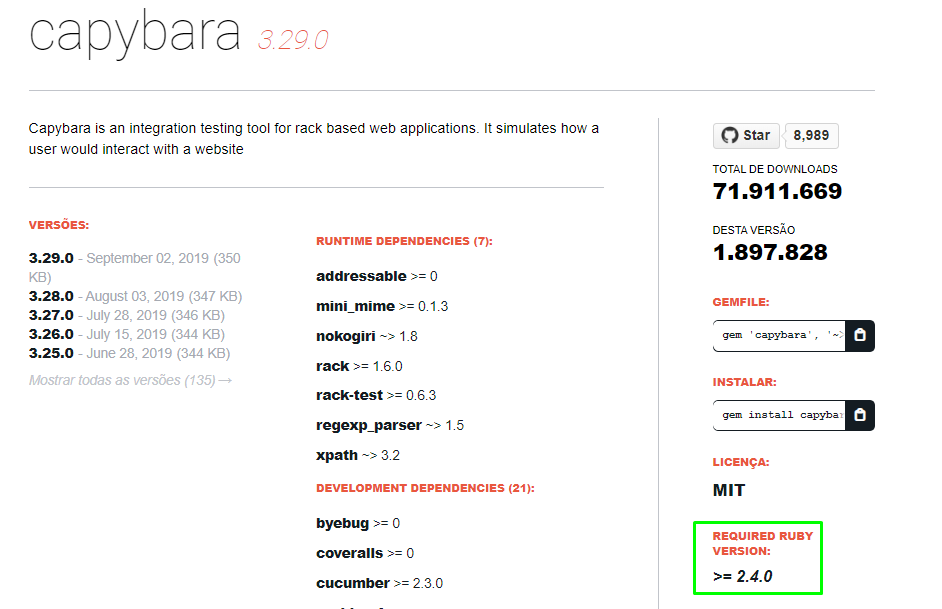 capybara 3.29.0
Capybara is an integration testing tool for rack based web applications. It simulates how a
user would interact with a website
VERSÕES:
3.29.0 - September 02, 2019 (350
KB)
3.28.0 - August 03, 2019 (347 KB)
3.27.0 - July 28, 2019 (346 KB)
3.26.0 - July 15, 2019 (344 KB)
3.25.0 - June 28, 2019 (344 KB)
Mostrar todas as versões (135) →
RUNTIME DEPENDENCIES (7):
addressable >= 0
mini_mime >= 0.1.3
nokogiri ~> 1.8
rack >= 1.6.0
rack-test >= 0.6.3
regexp_parser ~> 1.5
xpath ~> 3.2
DEVELOPMENT DEPENDENCIES (21):
byebug >= 0
coveralls >= 0
cucumber >= 2.3.0
Star 8,989
TOTAL DE DOWNLOADS
71.911.669
DESTA VERSÃO
1.897.828
GEMFILE:
gem 'capybara', '~>
INSTALAR:
gem install capybar
LICENÇA:
MIT
REQUIRED RUBY
VERSION:
>= 2.4.0